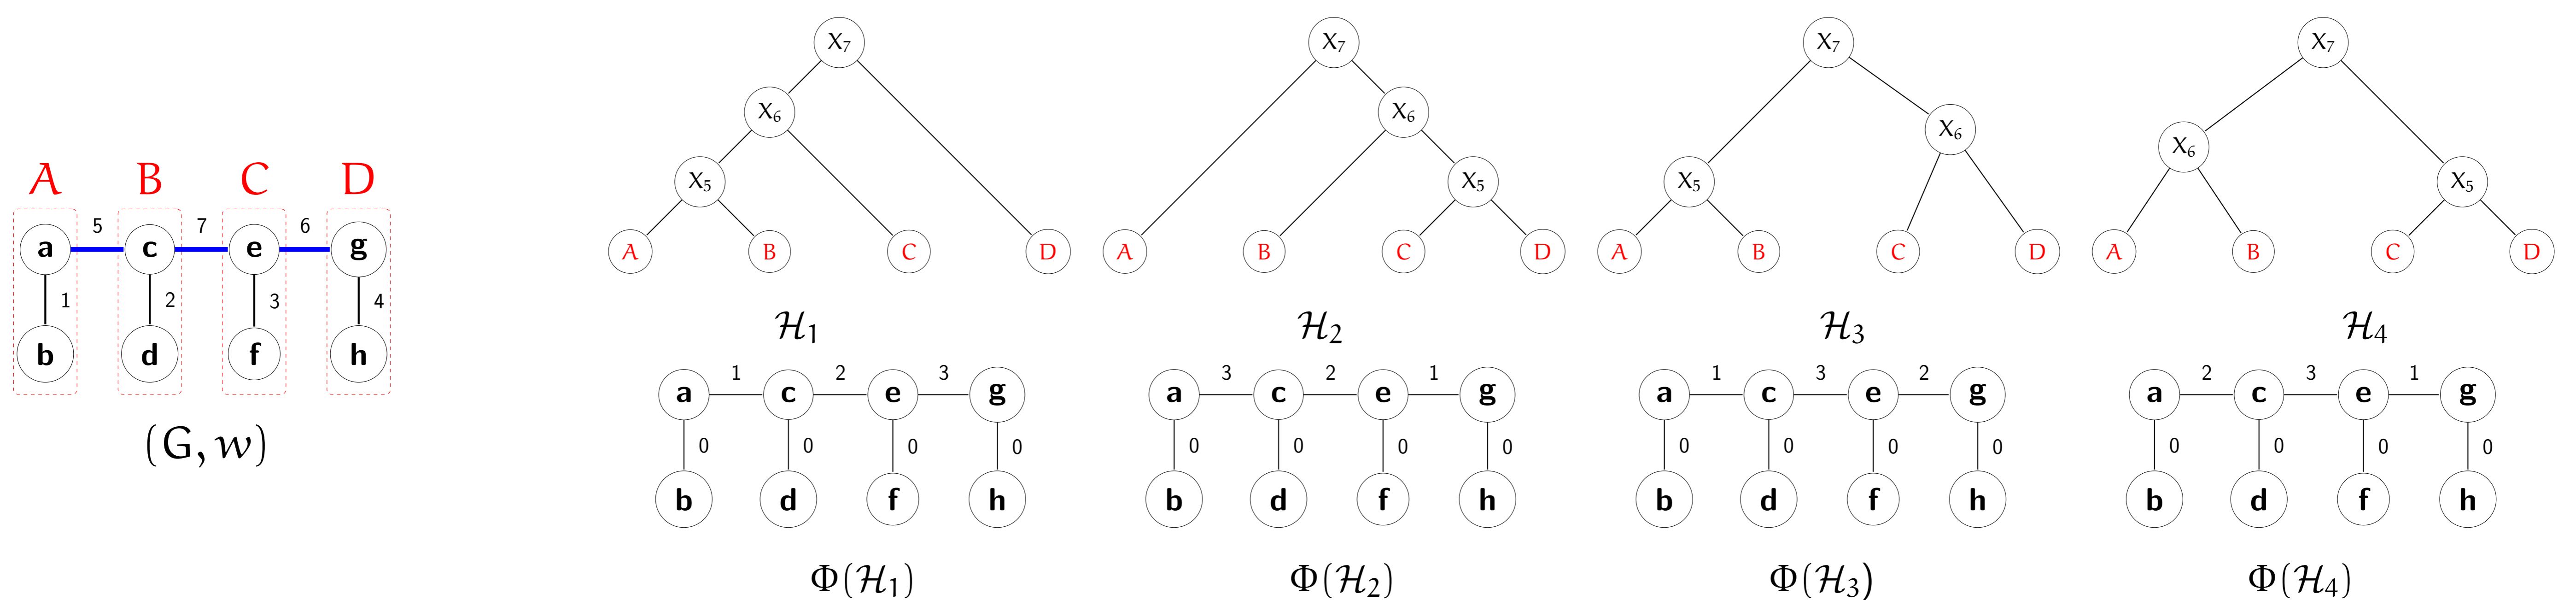 A B C D
a 5 c 7 e 6 g
1 2 3 4
b d f h
(G, w)
X₇
X₆
X₅
A B C D
ℋ₁
a 1 c 2 e 3 g
0 0 0 0
b d f h
Φ(ℋ₁)
X₇
X₆
X₅
A B C D
ℋ₂
a 3 c 2 e 1 g
0 0 0 0
b d f h
Φ(ℋ₂)
X₇
X₆
X₅
A B C D
ℋ₃
a 1 c 3 e 2 g
0 0 0 0
b d f h
Φ(ℋ₃)
X₇
X₆
X₅
A B C D
ℋ₄
a 2 c 3 e 1 g
0 0 0 0
b d f h
Φ(ℋ₄)